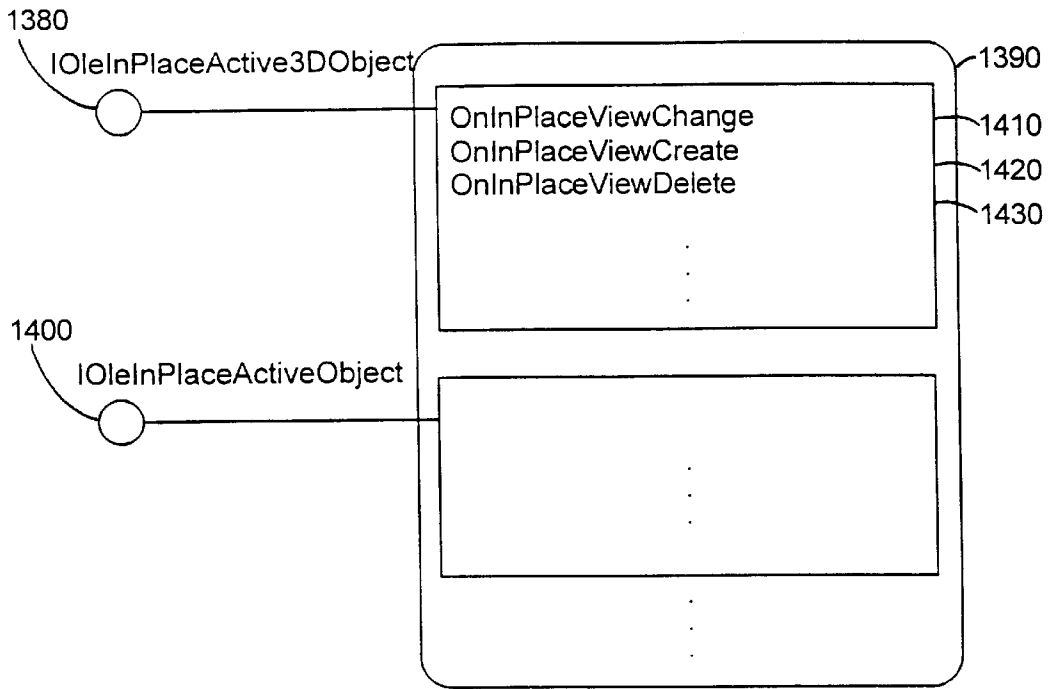 1380
IOleInPlaceActive3DObject
1390
OnInPlaceViewChange
1410
OnInPlaceViewCreate
1420
OnInPlaceViewDelete
1430
1400
IOleInPlaceActiveObject